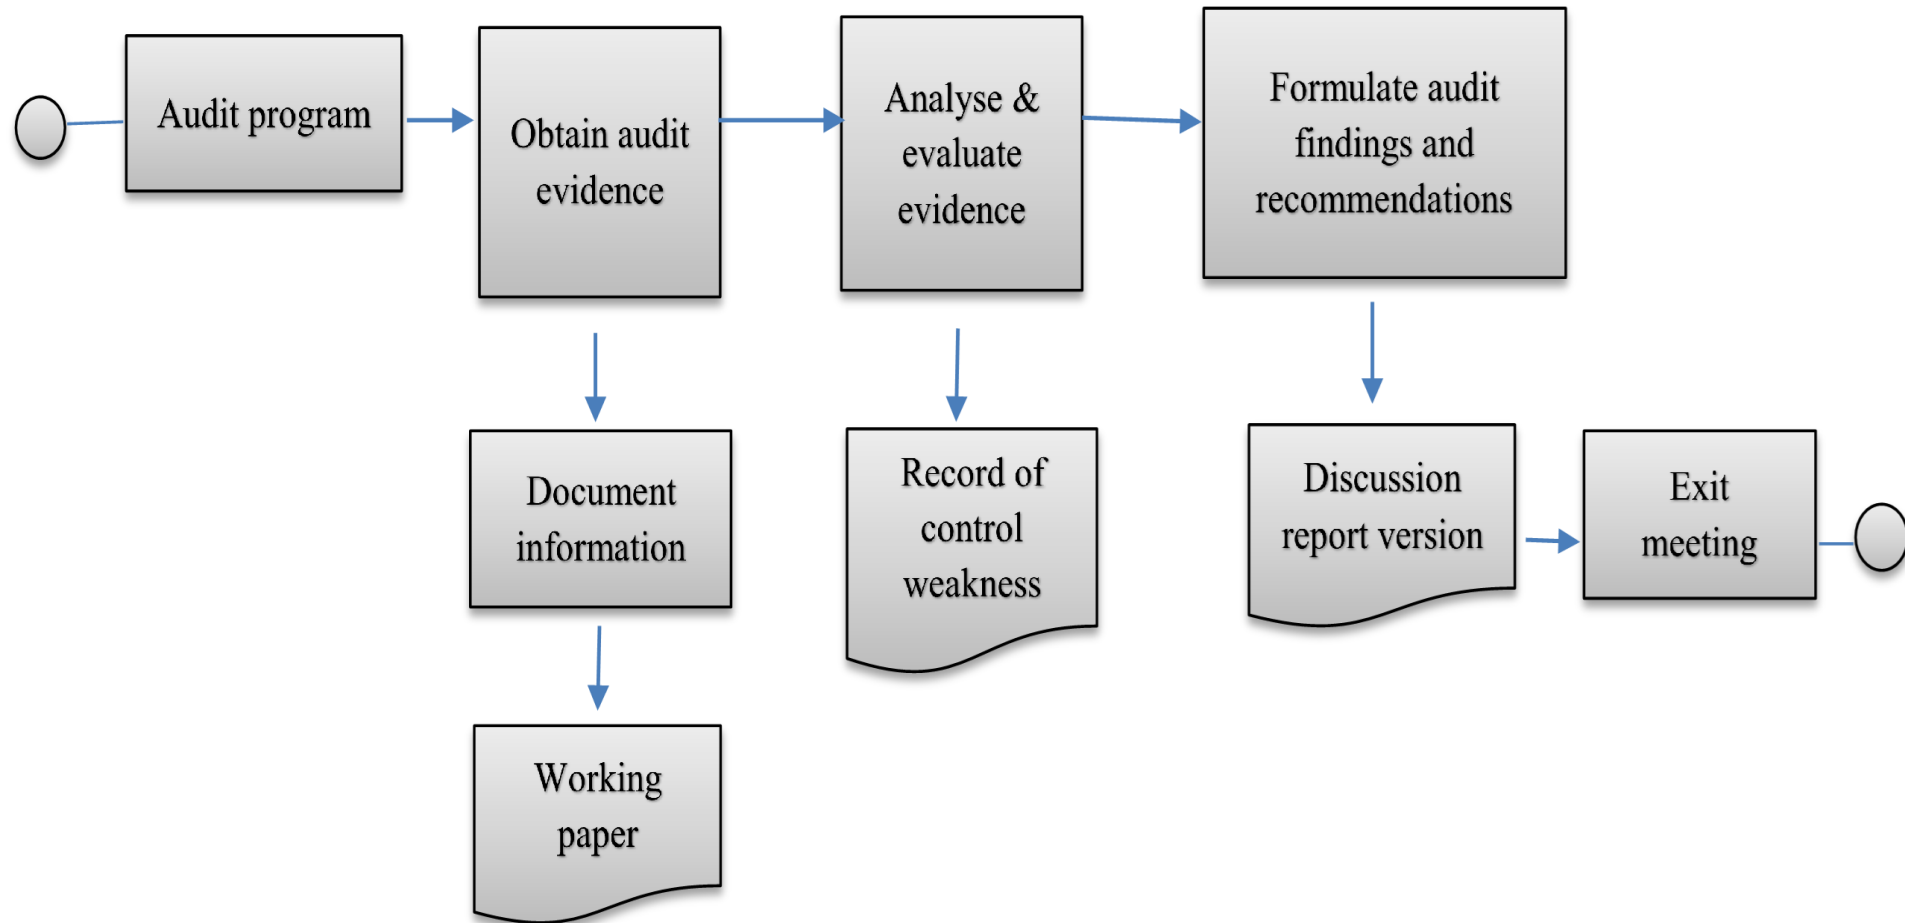 Audit program
Obtain audit
evidence
Analyse &
evaluate
evidence
Formulate audit
findings and
recommendations
Document
information
Record of
control
weakness
Discussion
report version
Exit
meeting
Working
paper